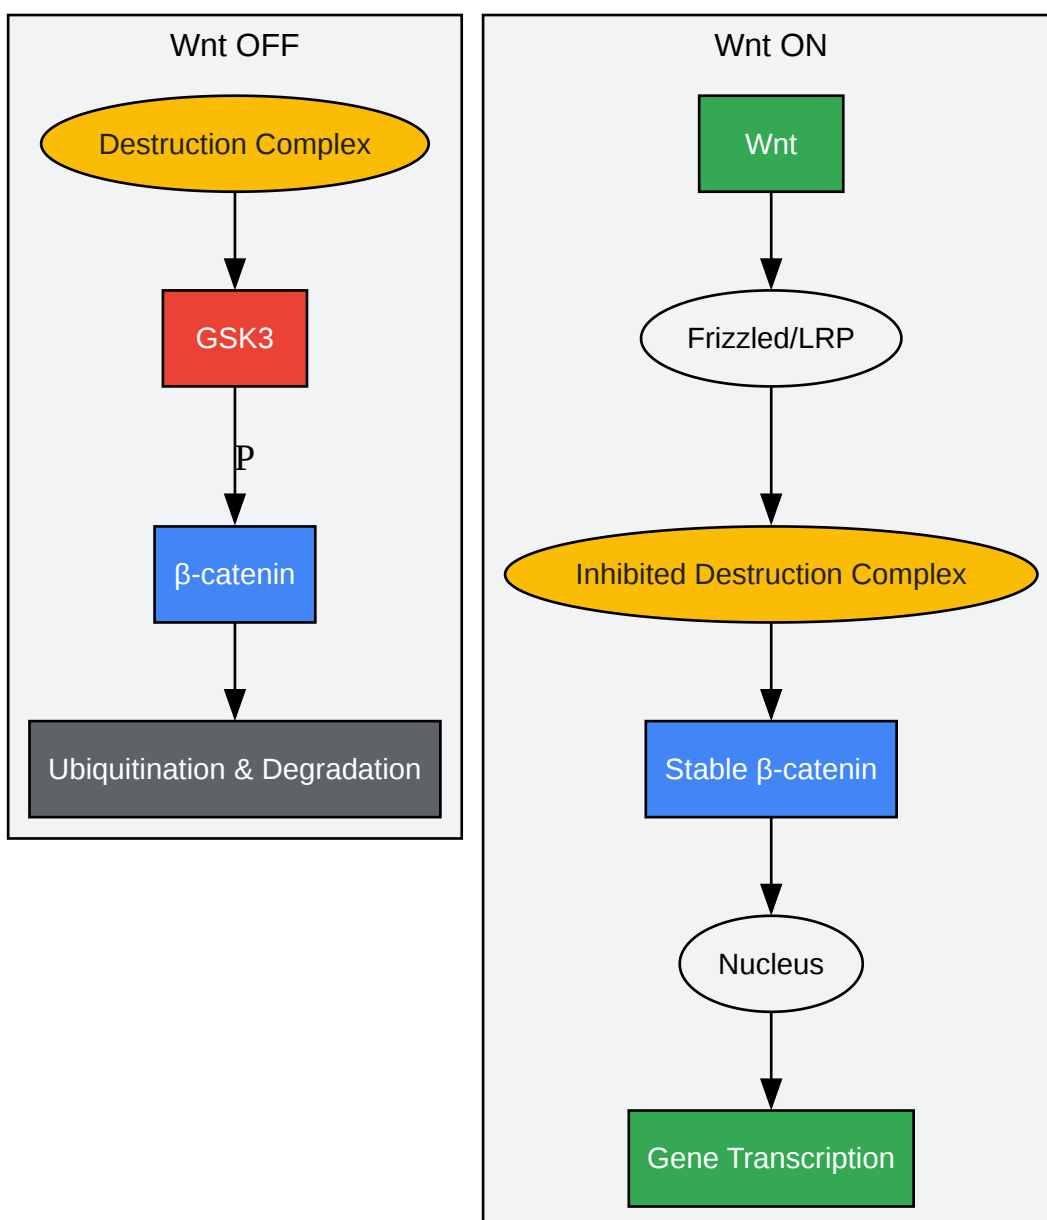 Wnt OFF
Destruction Complex
GSK3
P
β-catenin
Ubiquitination & Degradation
Wnt ON
Wnt
Frizzled/LRP
Inhibited Destruction Complex
Stable β-catenin
Nucleus
Gene Transcription